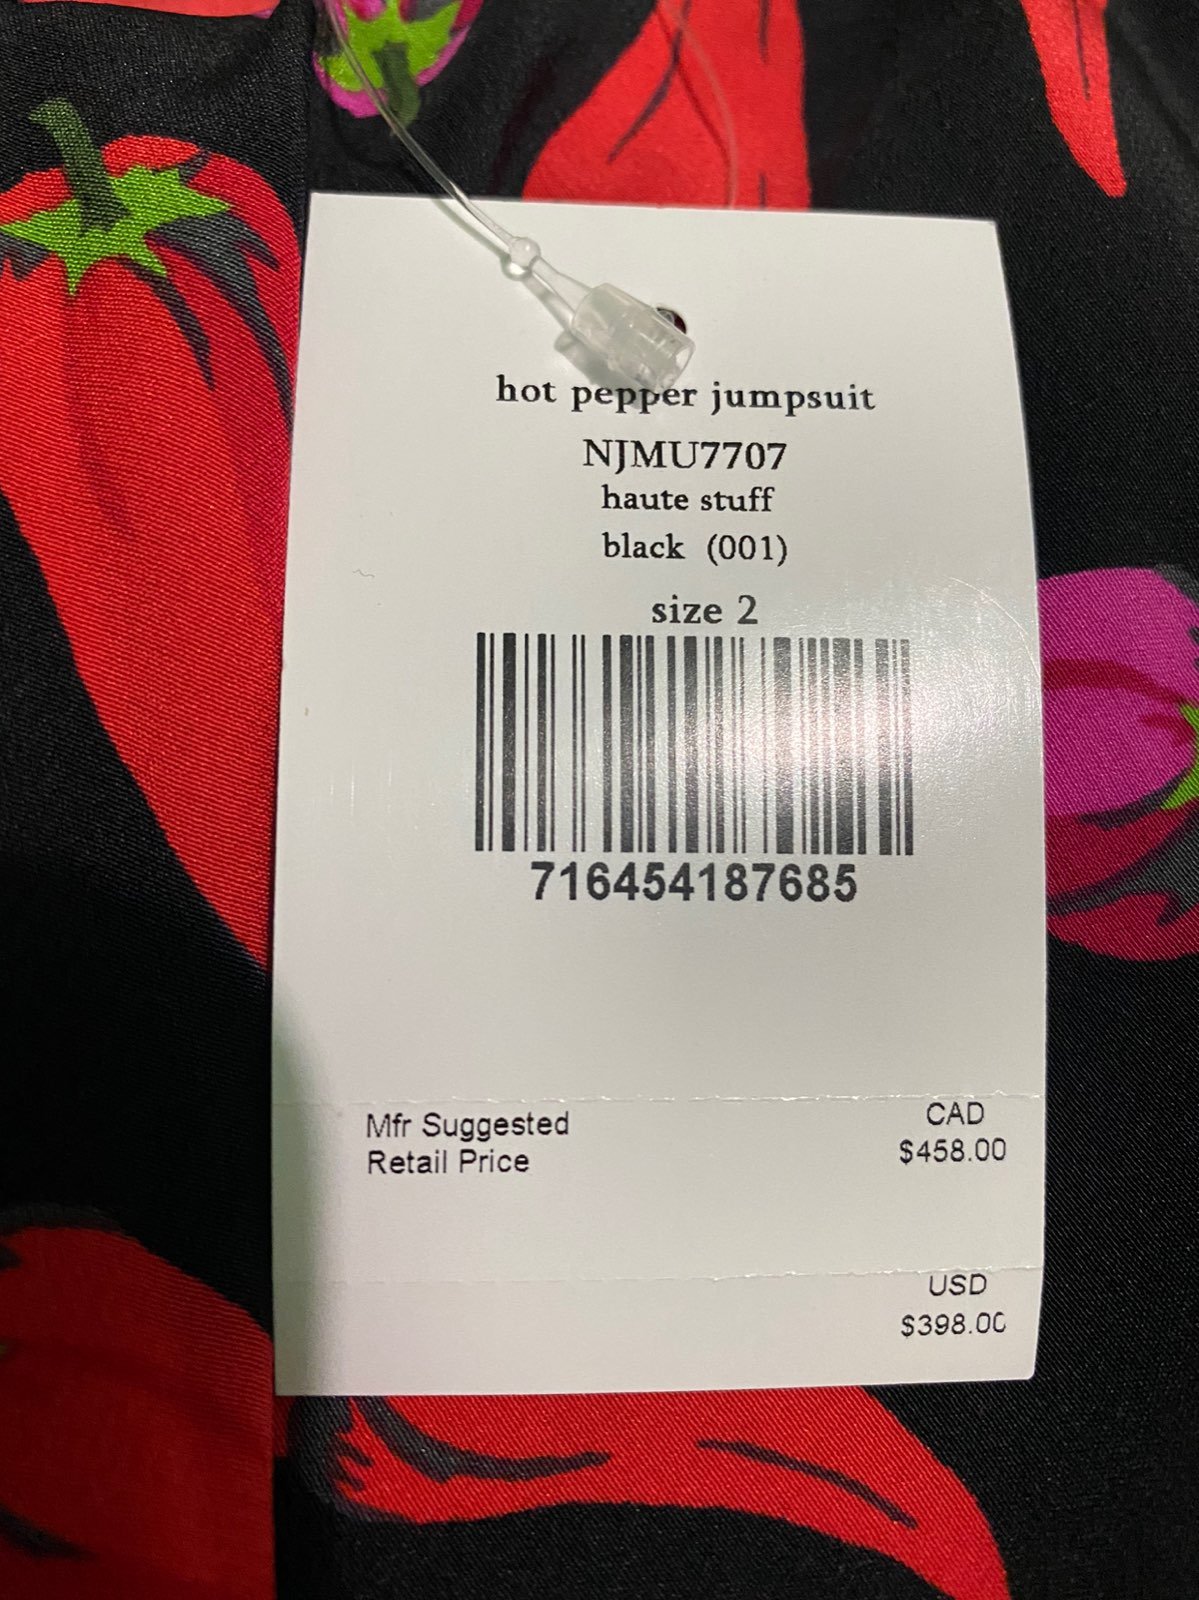 hot pepper jumpsuit
NJMU7707
haute stuff
black (001)
size 2
716454187685
Mfr Suggested
Retail Price
CAD
$458.00
USD
$398.00